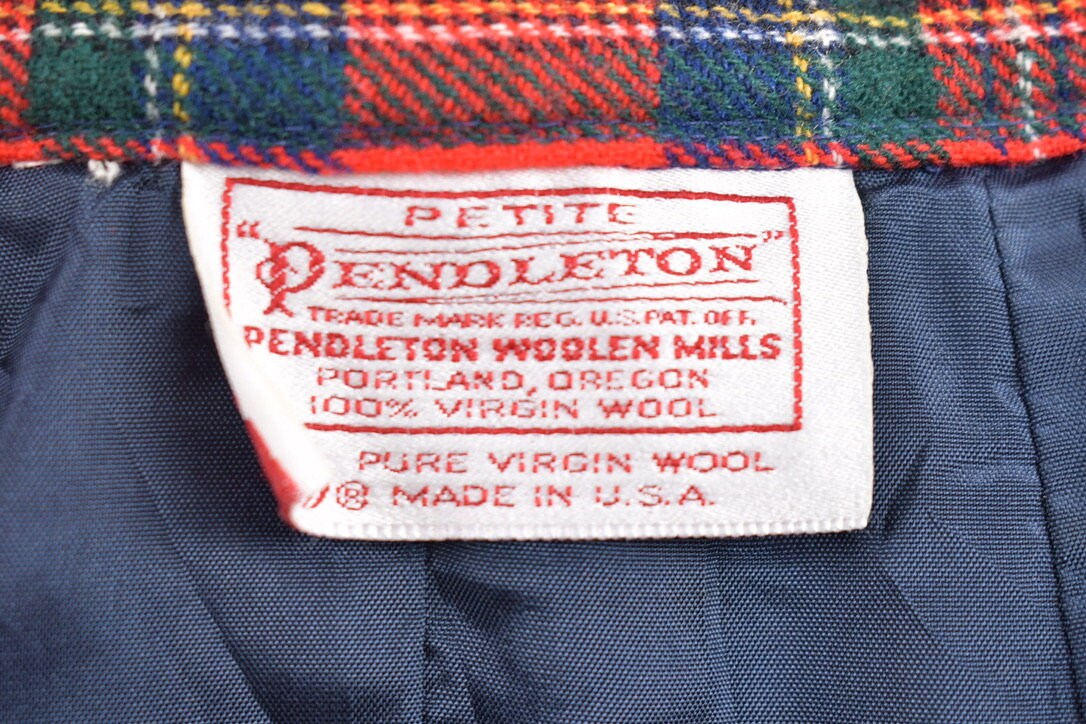 PETITE
"PENDLETON"
TRADE MARK REG. U.S. PAT. OFF.
PENDLETON WOOLEN MILLS
PORTLAND, OREGON
100% VIRGIN WOOL
PURE VIRGIN WOOL
® MADE IN U.S.A.